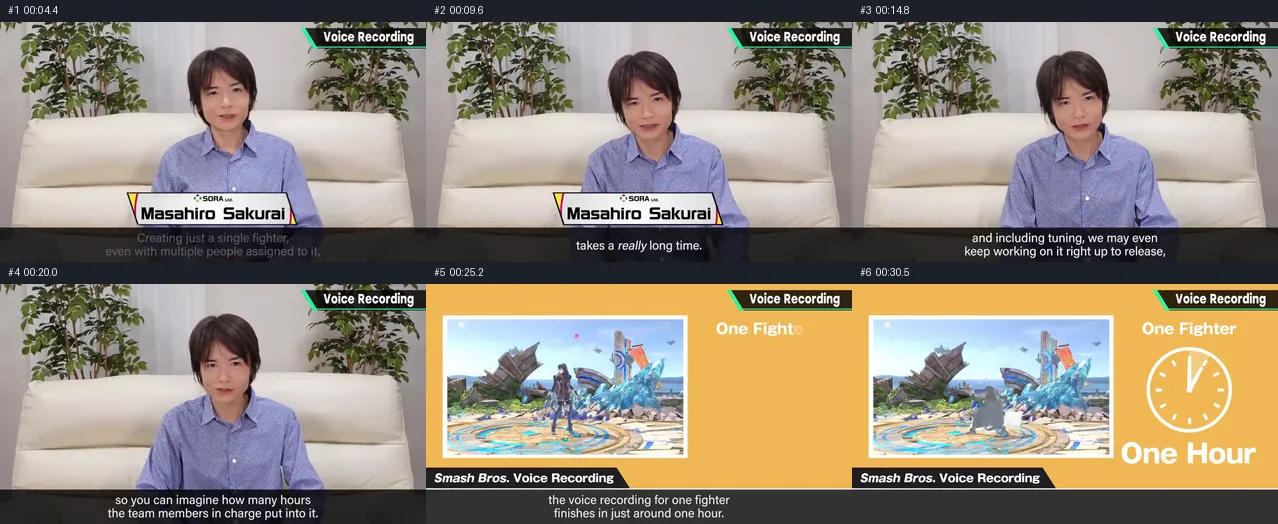 #1 00:04.4
Voice Recording
SORA Ltd.
Masahiro Sakurai
Creating just a single fighter,
even with multiple people assigned to it,
#2 00:09.6
Voice Recording
SORA Ltd.
Masahiro Sakurai
takes a really long time.
#3 00:14.8
Voice Recording
and including tuning, we may even
keep working on it right up to release,
#4 00:20.0
Voice Recording
so you can imagine how many hours
the team members in charge put into it.
#5 00:25.2
Voice Recording
One Fighte
Smash Bros. Voice Recording
the voice recording for one fighter
finishes in just around one hour.
#6 00:30.5
Voice Recording
One Fighter
One Hour
Smash Bros. Voice Recording